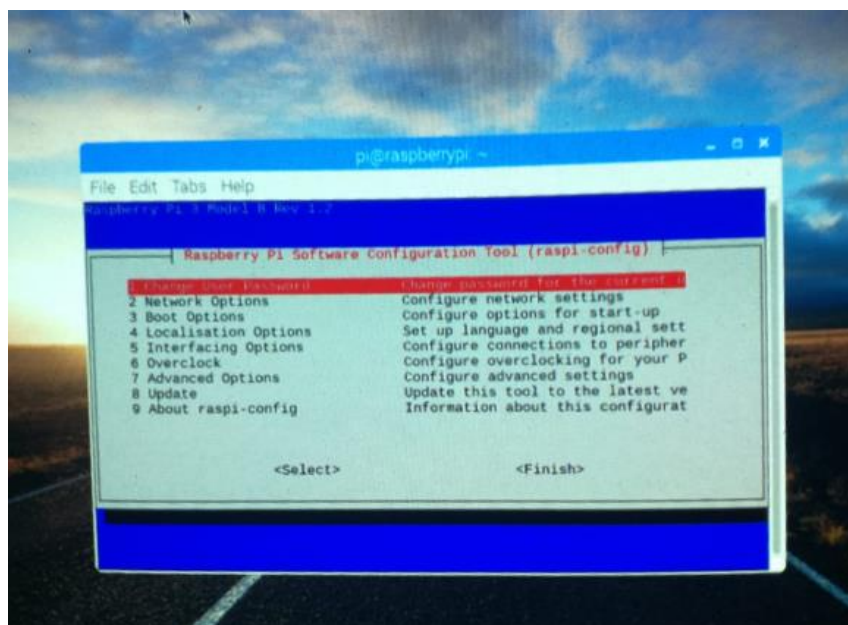 pi@raspberrypi: ~
File Edit Tabs Help
Raspberry Pi 3 Model B Rev 1.2
Raspberry Pi Software Configuration Tool (raspi-config)
1 Change User Password Change password for the current u
2 Network Options Configure network settings
3 Boot Options Configure options for start-up
4 Localisation Options Set up language and regional sett
5 Interfacing Options Configure connections to peripher
6 Overclock Configure overclocking for your P
7 Advanced Options Configure advanced settings
8 Update Update this tool to the latest ve
9 About raspi-config Information about this configurat
<Select> <Finish>